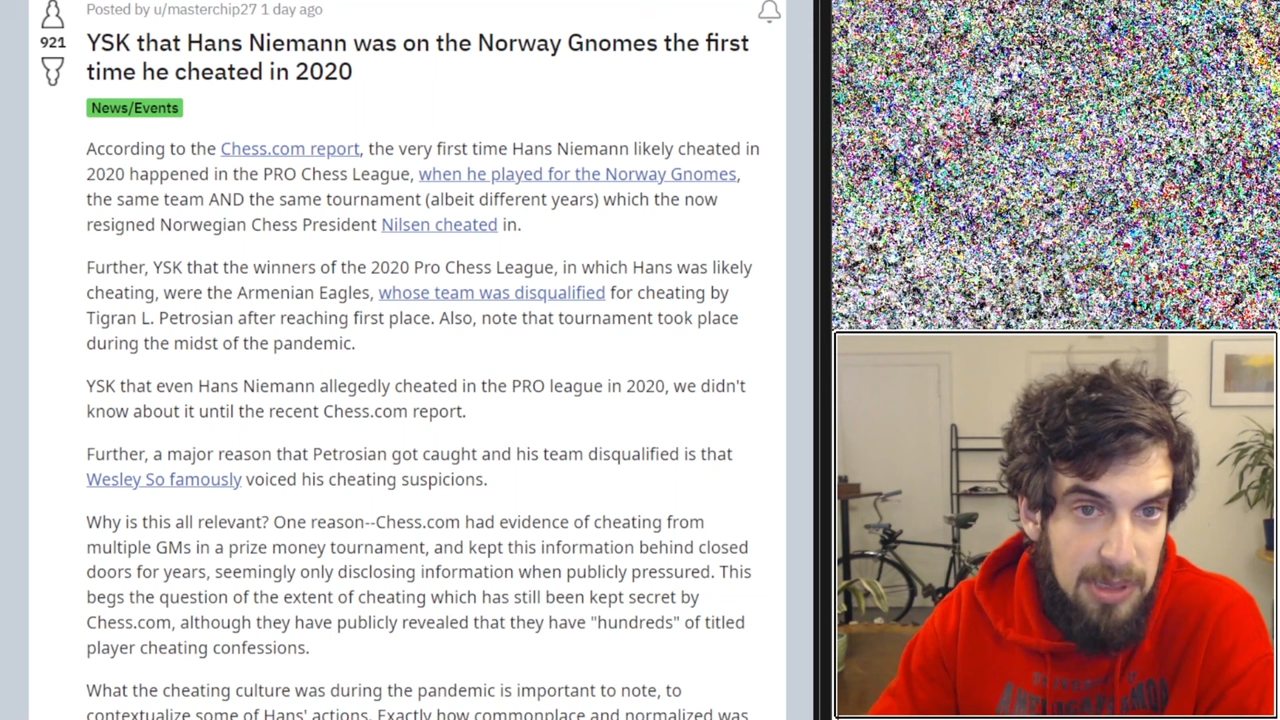 Posted by u/masterchip27 1 day ago
921
YSK that Hans Niemann was on the Norway Gnomes the first
time he cheated in 2020
News/Events
According to the Chess.com report, the very first time Hans Niemann likely cheated in
2020 happened in the PRO Chess League, when he played for the Norway Gnomes,
the same team AND the same tournament (albeit different years) which the now
resigned Norwegian Chess President Nilsen cheated in.
Further, YSK that the winners of the 2020 Pro Chess League, in which Hans was likely
cheating, were the Armenian Eagles, whose team was disqualified for cheating by
Tigran L. Petrosian after reaching first place. Also, note that tournament took place
during the midst of the pandemic.
YSK that even Hans Niemann allegedly cheated in the PRO league in 2020, we didn't
know about it until the recent Chess.com report.
Further, a major reason that Petrosian got caught and his team disqualified is that
Wesley So famously voiced his cheating suspicions.
Why is this all relevant? One reason--Chess.com had evidence of cheating from
multiple GMs in a prize money tournament, and kept this information behind closed
doors for years, seemingly only disclosing information when publicly pressured. This
begs the question of the extent of cheating which has still been kept secret by
Chess.com, although they have publicly revealed that they have "hundreds" of titled
player cheating confessions.
What the cheating culture was during the pandemic is important to note, to
contextualize some of Hans' actions. Exactly how commonplace and normalized was